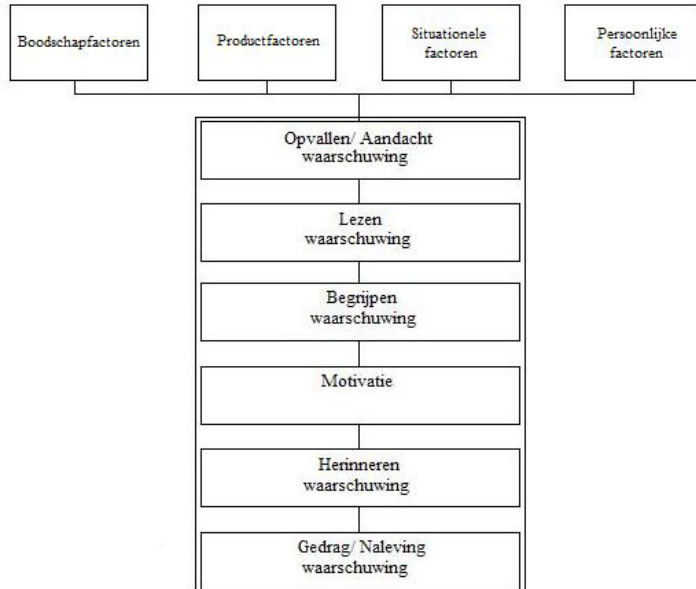 Boodschapfactoren
Productfactoren
Situationele
factoren
Persoonlijke
factoren
Opvallen/ Aandacht
waarschuwing
Lezen
waarschuwing
Begrijpen
waarschuwing
Motivatie
Herinneren
waarschuwing
Gedrag/ Naleving
waarschuwing